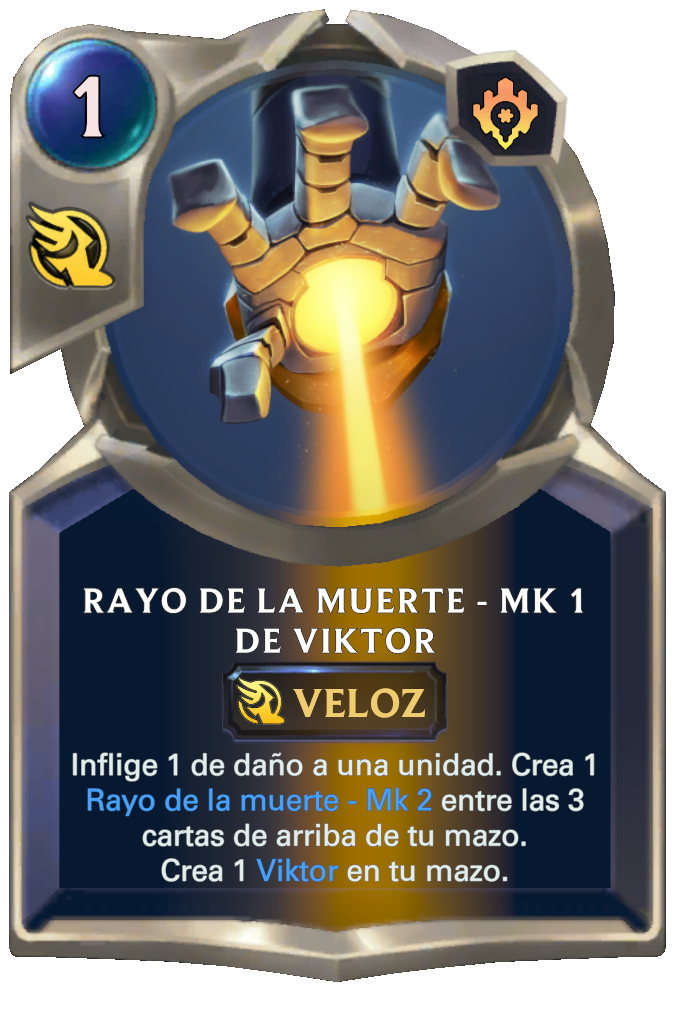 1
RAYO DE LA MUERTE - MK 1
DE VIKTOR
VELOZ
Inflige 1 de daño a una unidad. Crea 1
Rayo de la muerte - Mk 2 entre las 3
cartas de arriba de tu mazo.
Crea 1 Viktor en tu mazo.